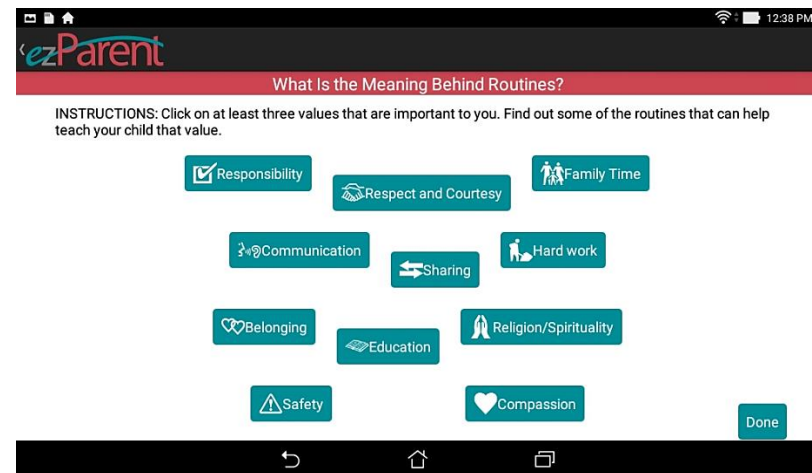 12:38 PM
ezParent
What Is the Meaning Behind Routines?
INSTRUCTIONS: Click on at least three values that are important to you. Find out some of the routines that can help
teach your child that value.
Responsibility
Respect and Courtesy
Family Time
Communication
Sharing
Hard work
Belonging
Education
Religion/Spirituality
Safety
Compassion
Done